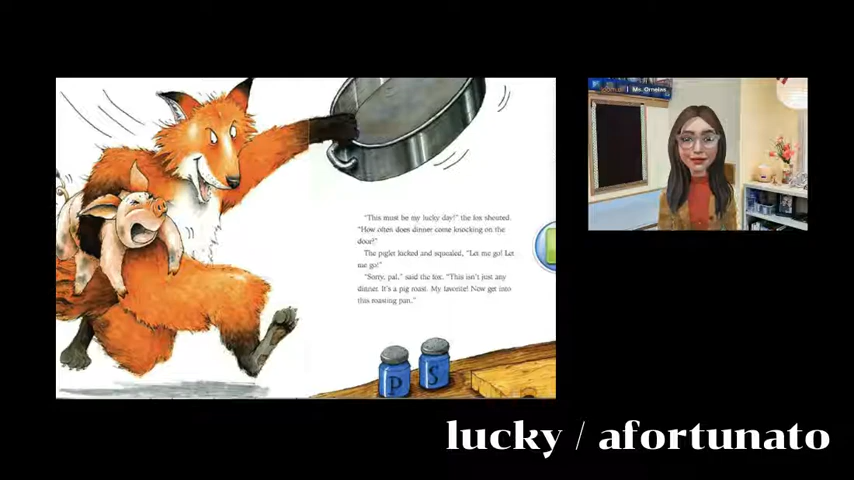 Ms. Ornelas
"This must be my lucky day!" the fox shouted.
"How often does dinner come knocking on the
door?"
The piglet kicked and squealed, "Let me go! Let
me go!"
"Sorry, pal," said the fox. "This isn't just any
dinner. It's a pig roast. My favorite! Now get into
this roasting pan."
P S
lucky / afortunato